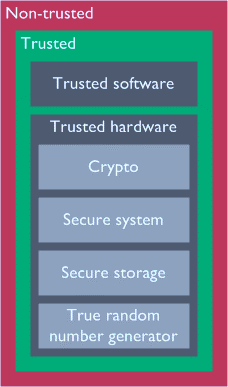 Non-trusted
Trusted
Trusted software
Trusted hardware
Crypto
Secure system
Secure storage
True random
number generator